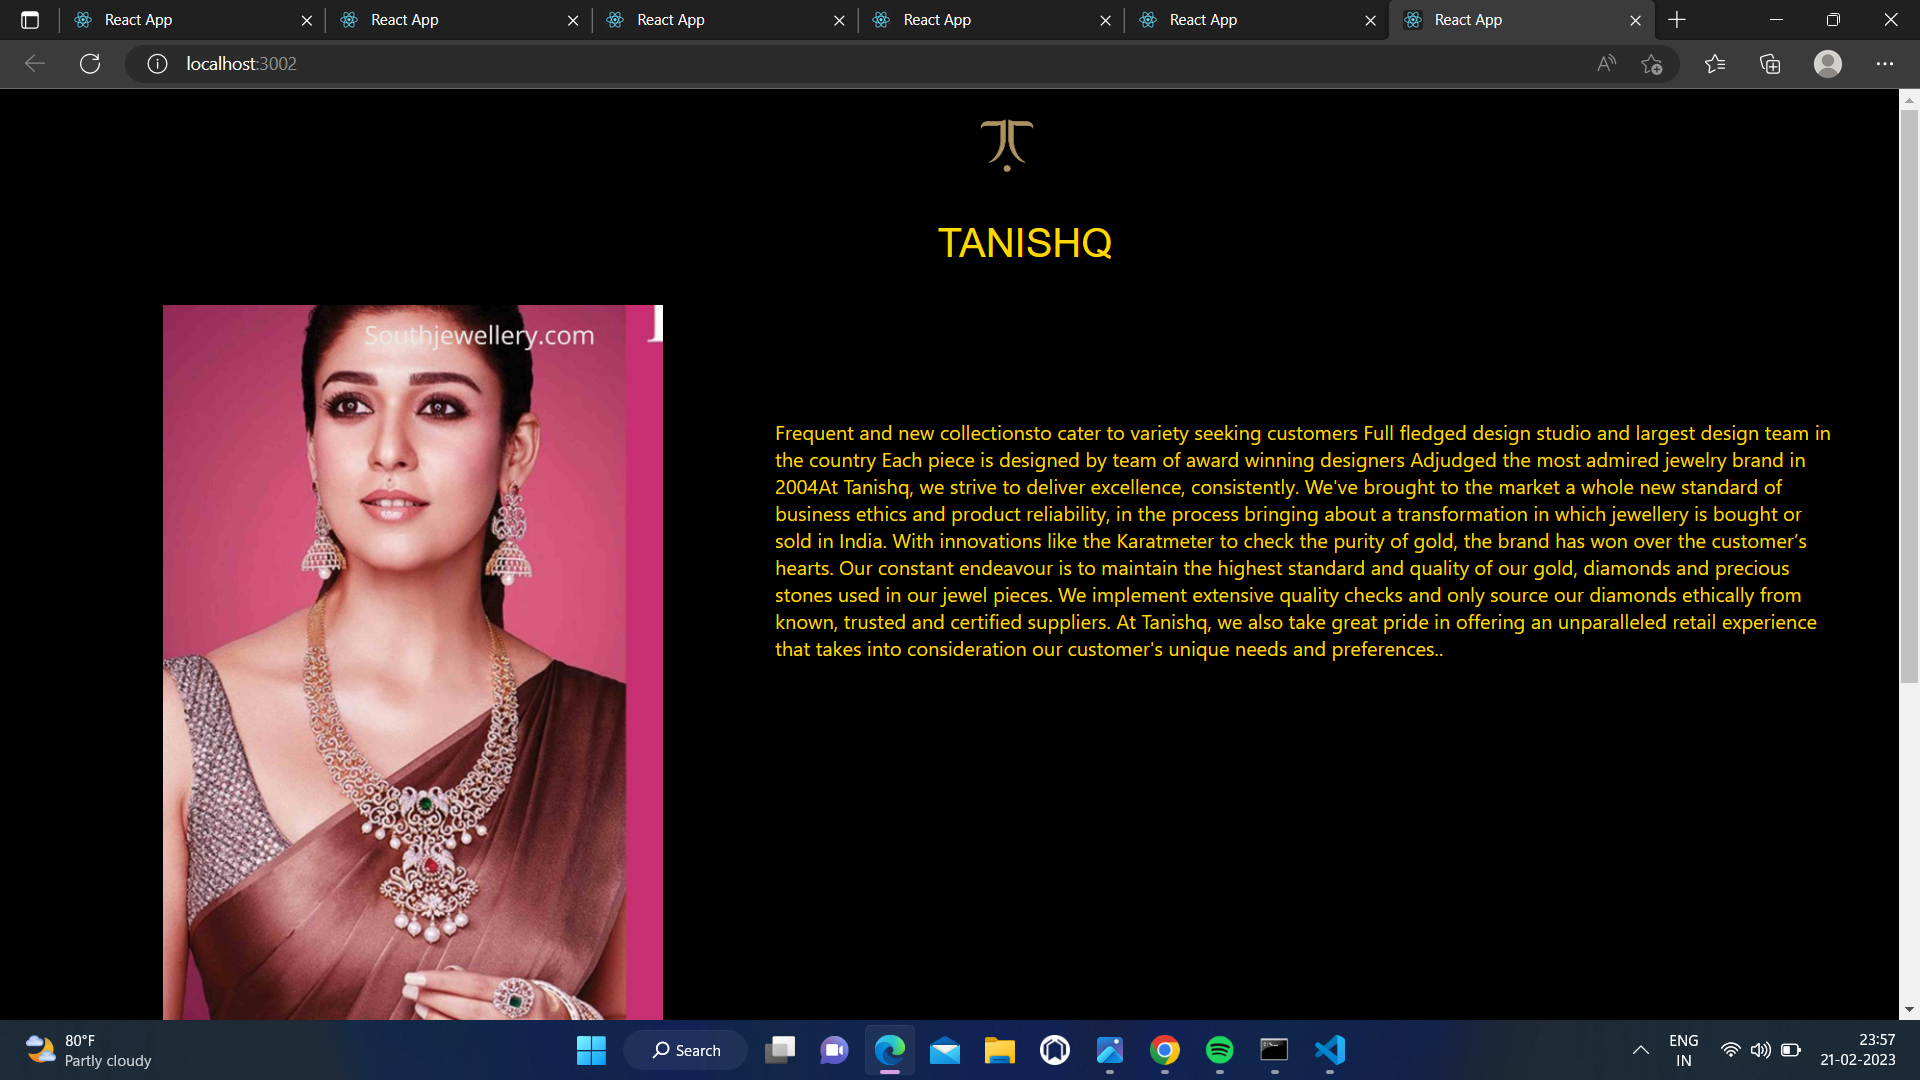 React App
React App
React App
React App
React App
React App
localhost:3002
TANISHQ
Southjewellery.com
Frequent and new collectionsto cater to variety seeking customers Full fledged design studio and largest design team in
the country Each piece is designed by team of award winning designers Adjudged the most admired jewelry brand in
2004At Tanishq, we strive to deliver excellence, consistently. We've brought to the market a whole new standard of
business ethics and product reliability, in the process bringing about a transformation in which jewellery is bought or
sold in India. With innovations like the Karatmeter to check the purity of gold, the brand has won over the customer’s
hearts. Our constant endeavour is to maintain the highest standard and quality of our gold, diamonds and precious
stones used in our jewel pieces. We implement extensive quality checks and only source our diamonds ethically from
known, trusted and certified suppliers. At Tanishq, we also take great pride in offering an unparalleled retail experience
that takes into consideration our customer's unique needs and preferences..
80°F
Partly cloudy
Search
ENG
IN
23:57
21-02-2023